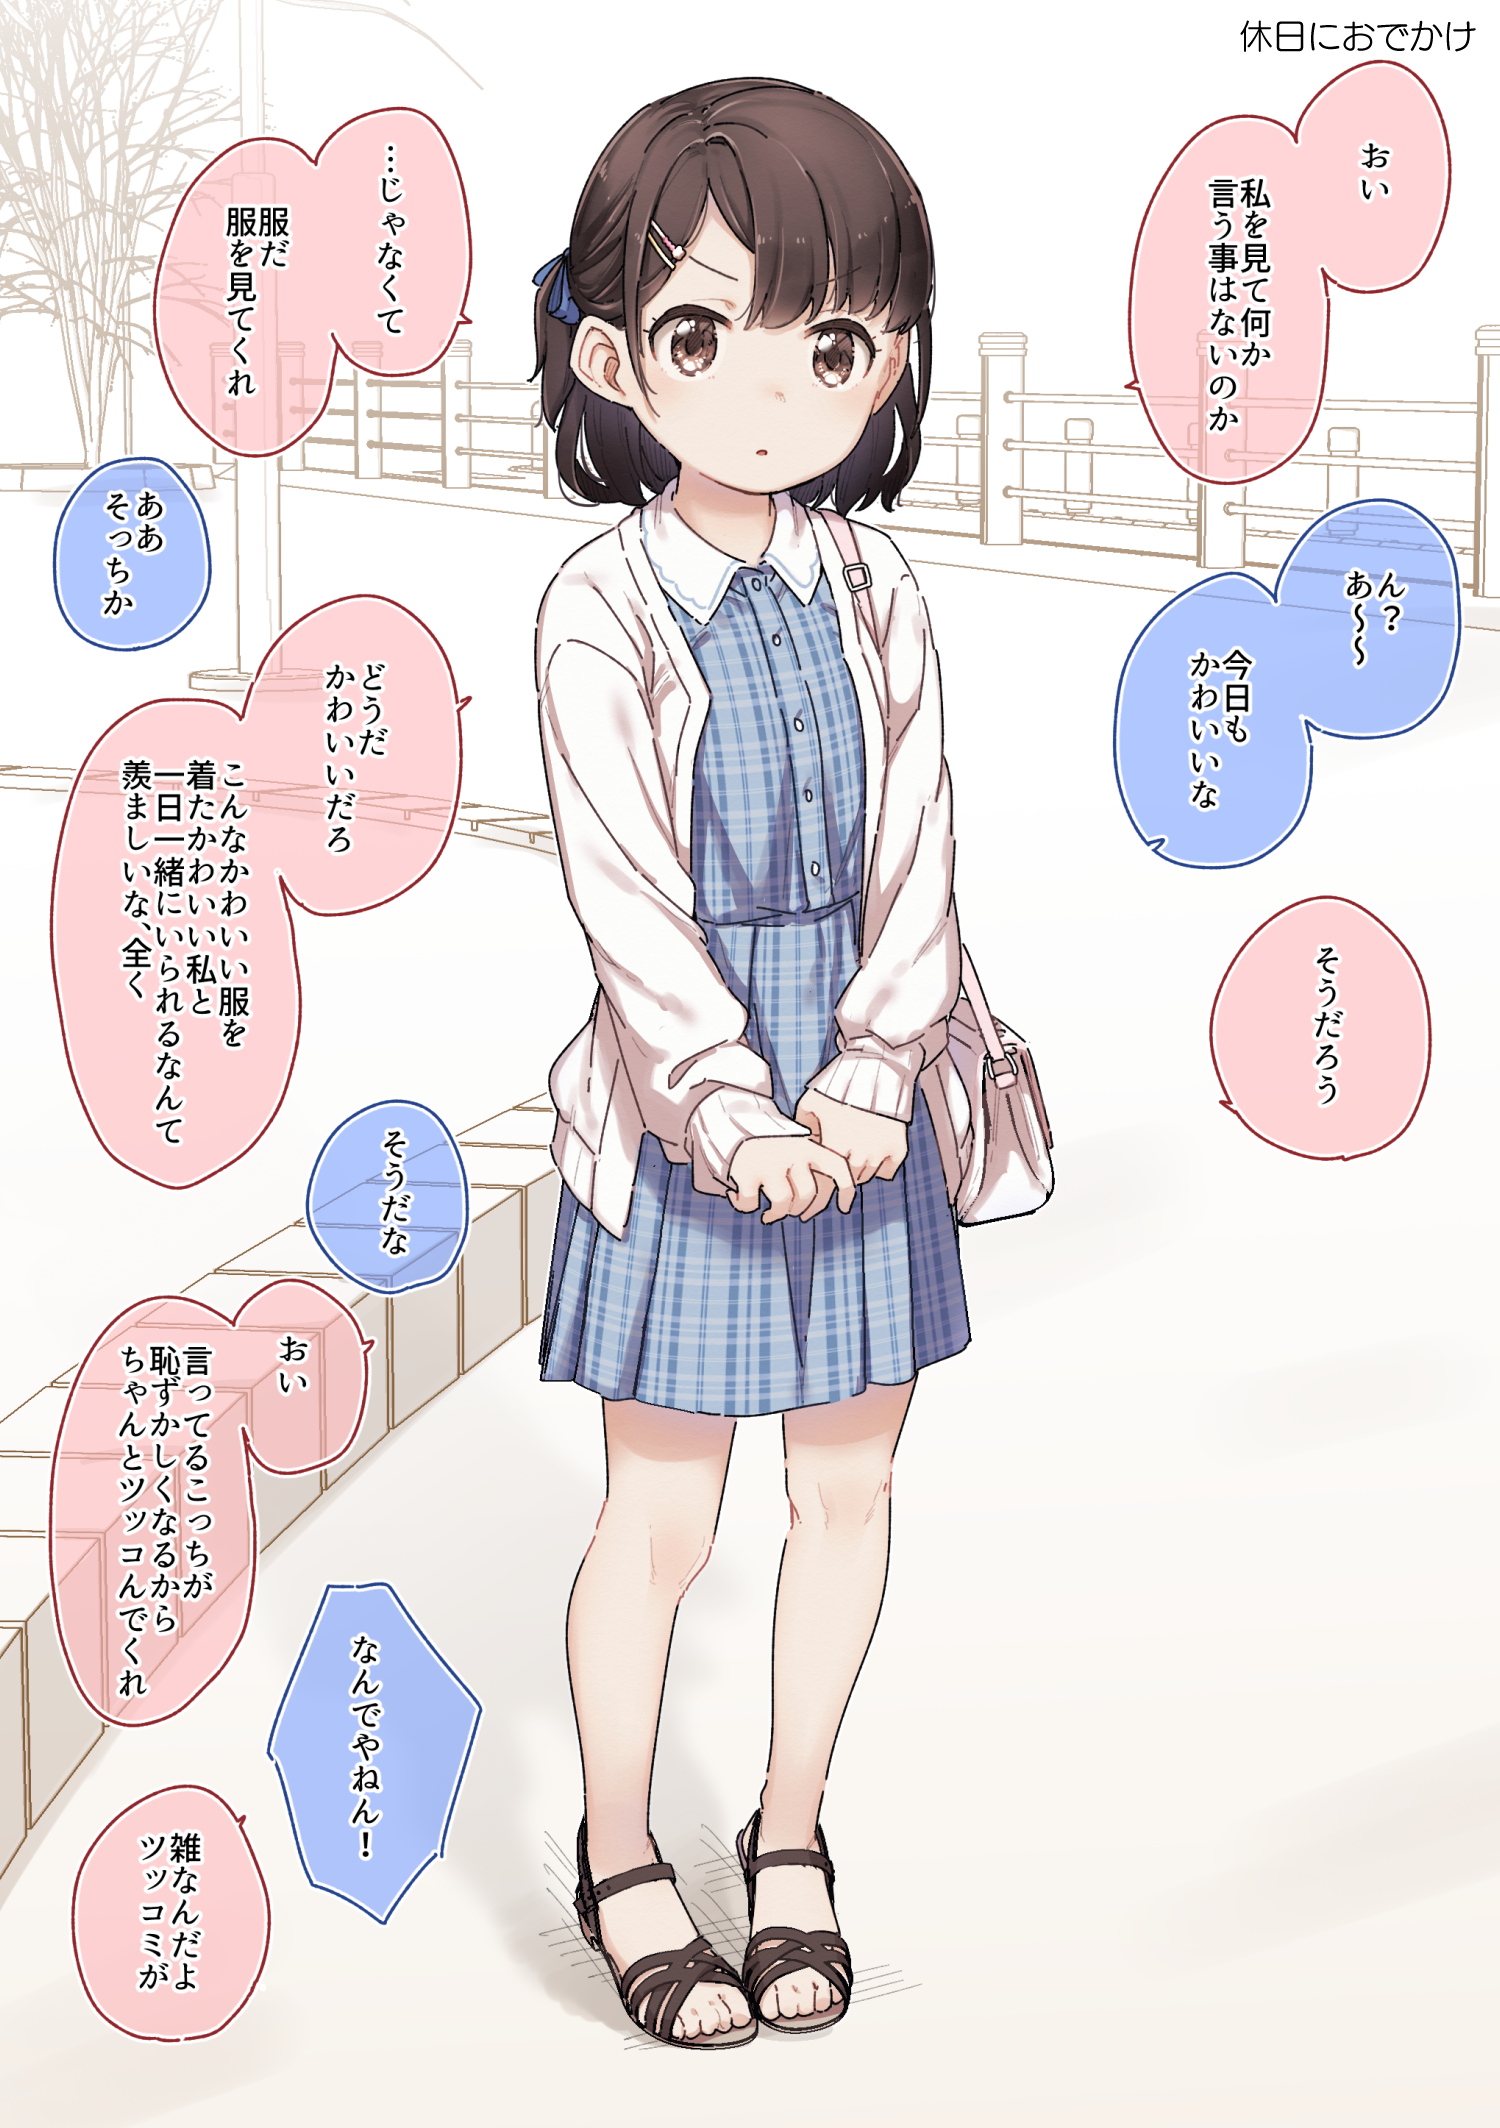 休日におでかけ
おい
私を見て何か
言う事はないのか
ん?
あ〜〜
今日も
かわいいな
そうだろう
…じゃなくて
服だ
服を見てくれ
ああ
そっちか
どうだ
かわいいだろ
こんなかわいい服を
着たかわいい私と
一日一緒にいられるなんて
羨ましいな、全く
そうだな
おい
言ってるこっちが
恥ずかしくなるから
ちゃんとツッコんでくれ
なんでやねん!
雑なんだよ
ツッコミが